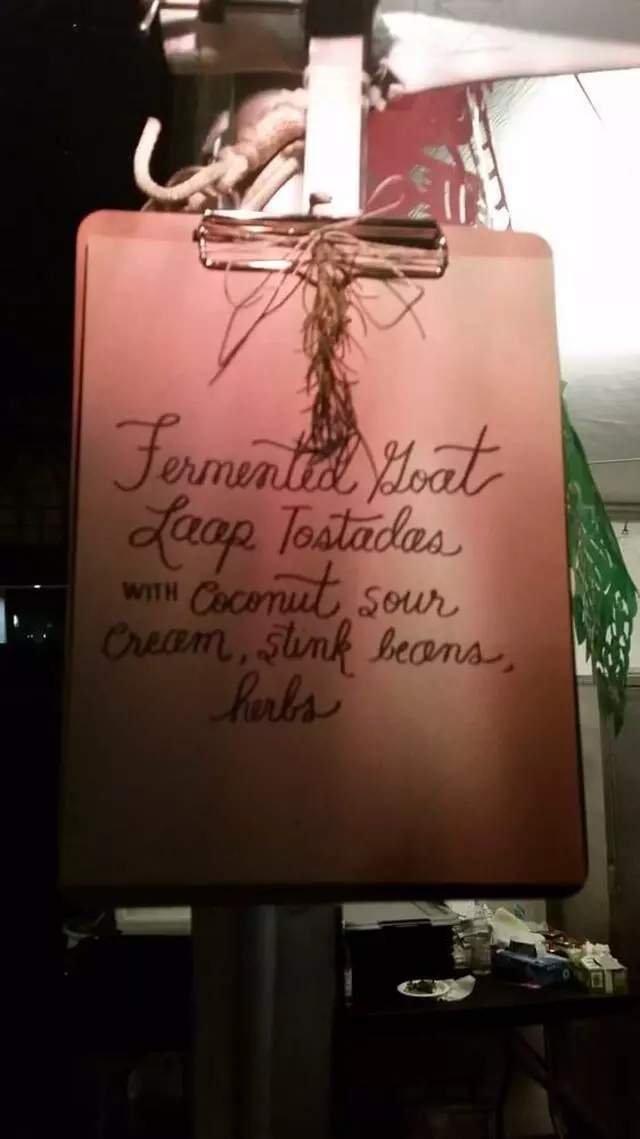 Fermented Goat
Laap Tostadas
WITH Coconut sour
cream, stink beans,
herbs